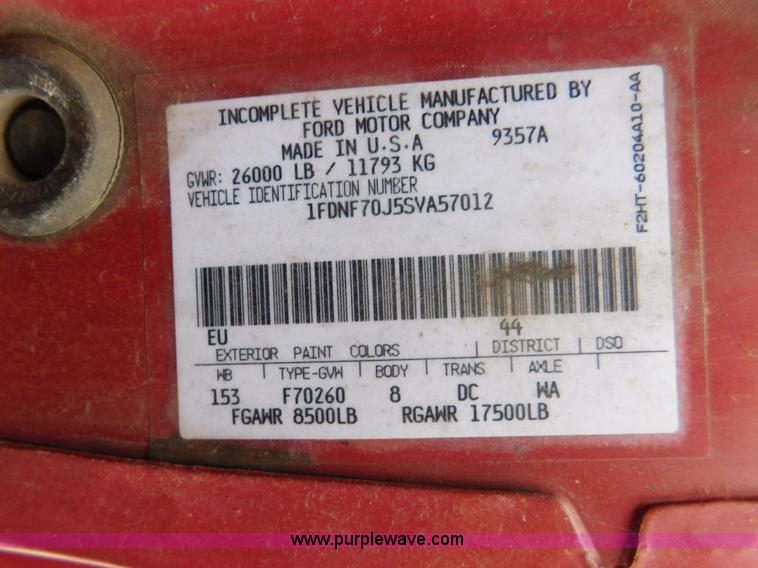 INCOMPLETE VEHICLE MANUFACTURED BY
FORD MOTOR COMPANY
MADE IN U.S.A 9357A
GVWR: 26000 LB / 11793 KG
VEHICLE IDENTIFICATION NUMBER
1FDNF70J5SVA57012
F2HT-60204A10-AA
EU 44
EXTERIOR PAINT COLORS DISTRICT DSO
WB TYPE-GVW BODY TRANS AXLE
153 F70260 8 DC WA
FGAWR 8500LB RGAWR 17500LB
www.purplewave.com